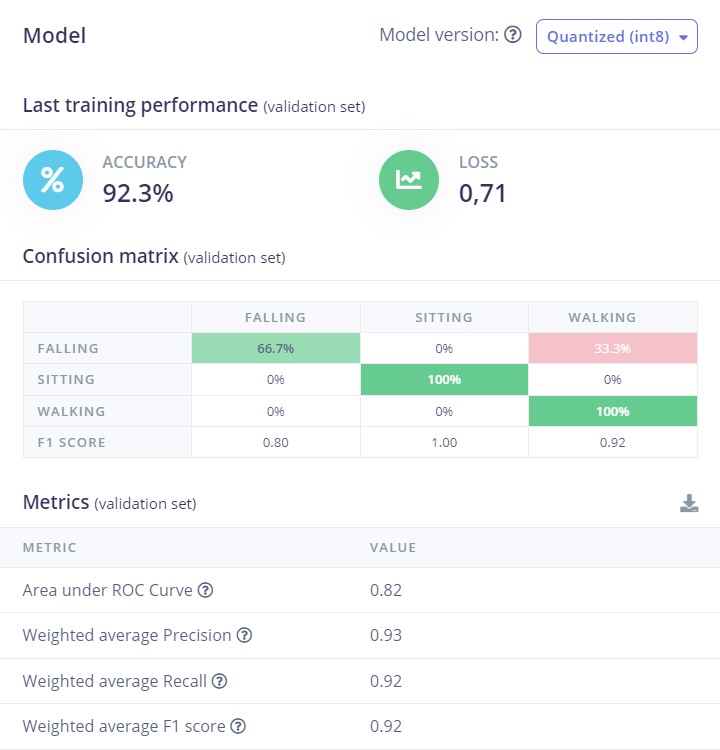 Model
Model version: ? Quantized (int8)
Last training performance (validation set)
% ACCURACY
92.3%
LOSS
0,71
Confusion matrix (validation set)
FALLING SITTING WALKING
FALLING 66.7% 0% 33.3%
SITTING 0% 100% 0%
WALKING 0% 0% 100%
F1 SCORE 0.80 1.00 0.92
Metrics (validation set)
METRIC VALUE
Area under ROC Curve ? 0.82
Weighted average Precision ? 0.93
Weighted average Recall ? 0.92
Weighted average F1 score ? 0.92